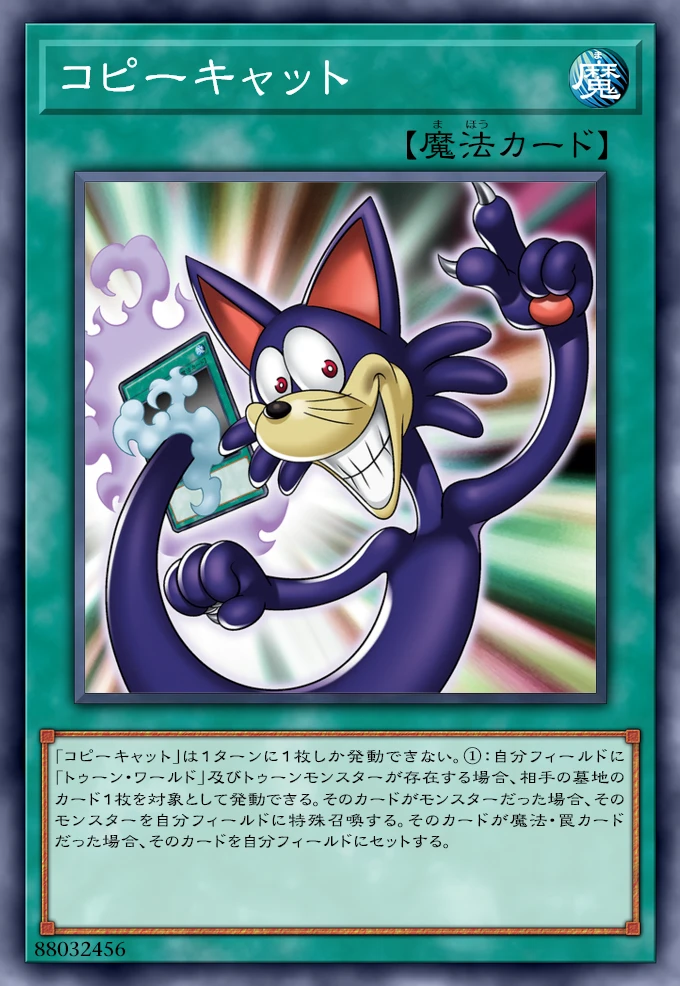 コピーキャット
ま
魔
ま ほう
【魔法カード】
「コピーキャット」は1ターンに1枚しか発動できない。①：自分フィールドに
「トゥーン・ワールド」及びトゥーンモンスターが存在する場合、相手の墓地の
カード1枚を対象として発動できる。そのカードがモンスターだった場合、その
モンスターを自分フィールドに特殊召喚する。そのカードが魔法・罠カード
だった場合、そのカードを自分フィールドにセットする。
88032456